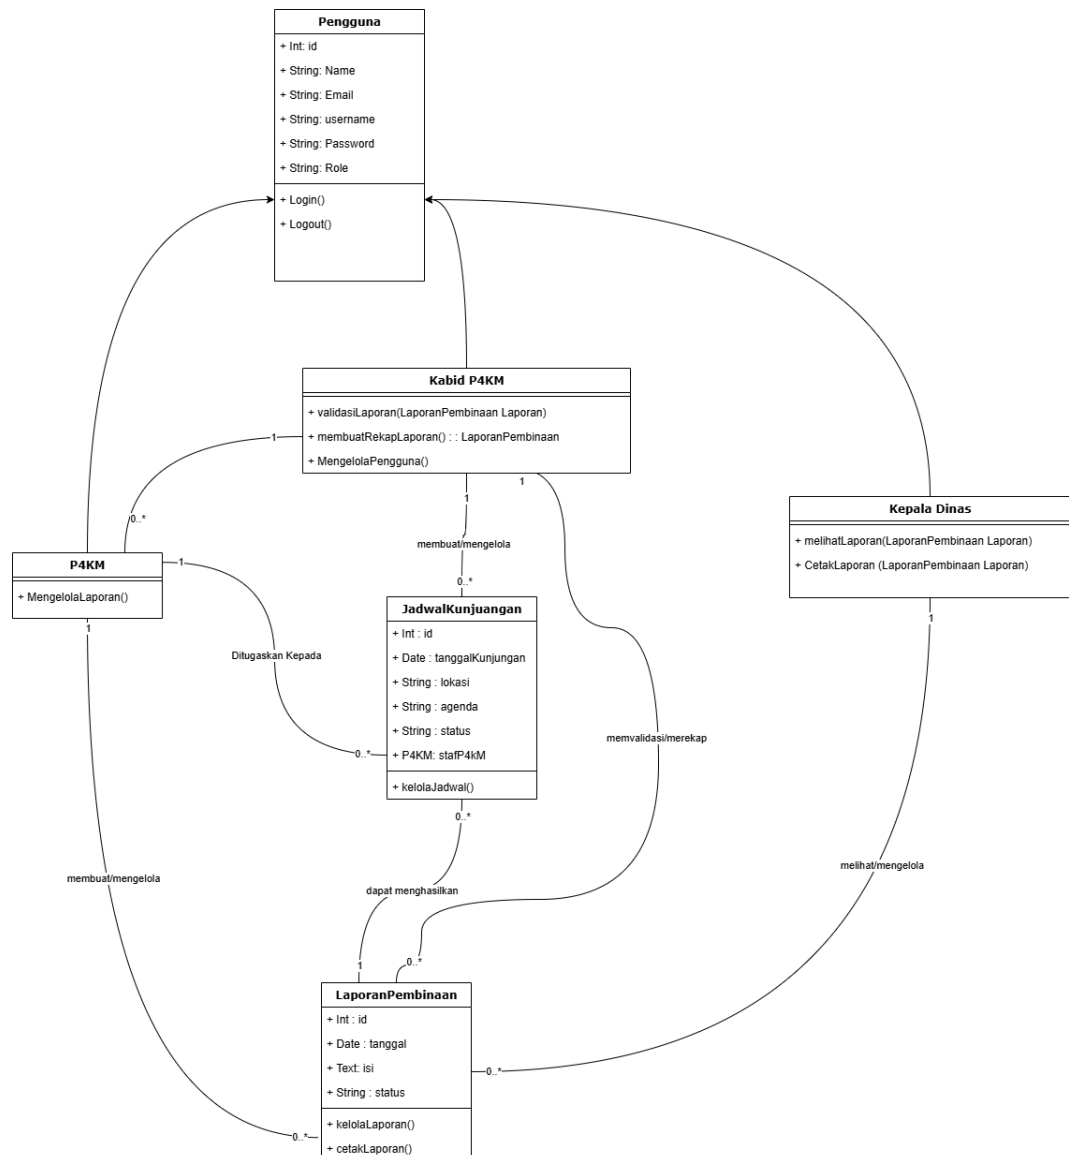 Pengguna
+ Int: id
+ String: Name
+ String: Email
+ String: username
+ String: Password
+ String: Role
+ Login()
+ Logout()
Kabid P4KM
+ validasiLaporan(LaporanPembinaan Laporan)
+ membuatRekapLaporan() : : LaporanPembinaan
+ MengelolaPengguna()
1
1
1
0..*
Kepala Dinas
+ melihatLaporan(LaporanPembinaan Laporan)
+ CetakLaporan (LaporanPembinaan Laporan)
1
P4KM
+ MengelolaLaporan()
1
1
membuat/mengelola
0..*
JadwalKunjuangan
+ Int : id
+ Date : tanggalKunjungan
+ String : lokasi
+ String : agenda
+ String : status
+ P4KM: stafP4kM
+ kelolaJadwal()
Ditugaskan Kepada
0..*
memvalidasi/merekap
0..*
membuat/mengelola
dapat menghasilkan
melihat/mengelola
1
0..*
LaporanPembinaan
+ Int : id
+ Date : tanggal
+ Text: isi
+ String : status
+ kelolaLaporan()
+ cetakLaporan()
0..*
0..*